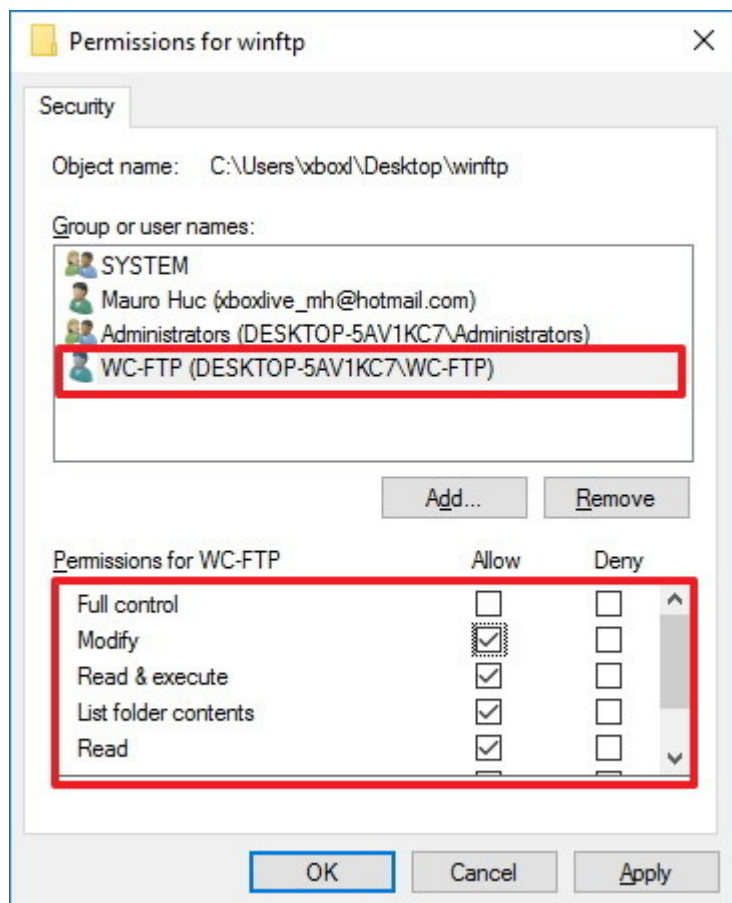 Permissions for winftp
Security
Object name: C:\Users\xboxl\Desktop\winftp
Group or user names:
SYSTEM
Mauro Huc (xboxlive_mh@hotmail.com)
Administrators (DESKTOP-5AV1KC7\Administrators)
WC-FTP (DESKTOP-5AV1KC7\WC-FTP)
Add... Remove
Permissions for WC-FTP Allow Deny
Full control
Modify
Read & execute
List folder contents
Read
OK Cancel Apply